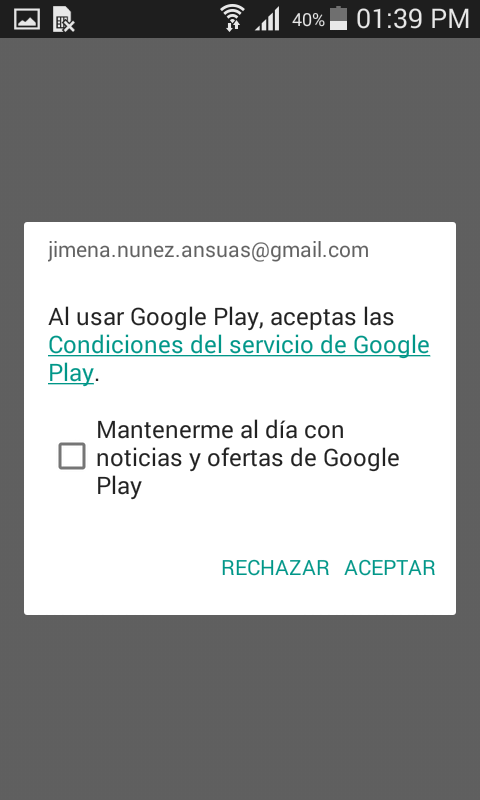 40% 01:39 PM
jimena.nunez.ansuas@gmail.com
Al usar Google Play, aceptas las
Condiciones del servicio de Google
Play.
Mantenerme al día con
noticias y ofertas de Google
Play
RECHAZAR ACEPTAR